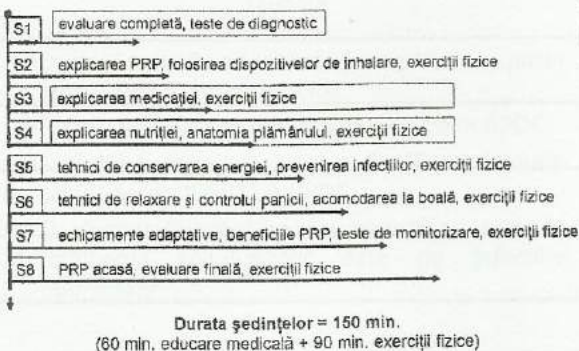 S1 evaluare completă, teste de diagnostic
S2 explicarea PRP, folosirea dispozitivelor de inhalare, exerciții fizice
S3 explicarea medicației, exerciții fizice
S4 explicarea nutriției, anatomia plămânului, exerciții fizice
S5 tehnici de conservarea energiei, prevenirea infecțiilor, exerciții fizice
S6 tehnici de relaxare și controlul panicii, acomodarea la boală, exerciții fizice
S7 echipamente adaptative, beneficiile PRP, teste de monitorizare, exerciții fizice
S8 PRP acasă, evaluare finală, exerciții fizice
Durata ședințelor = 150 min.
(60 min. educare medicală + 90 min. exerciții fizice)